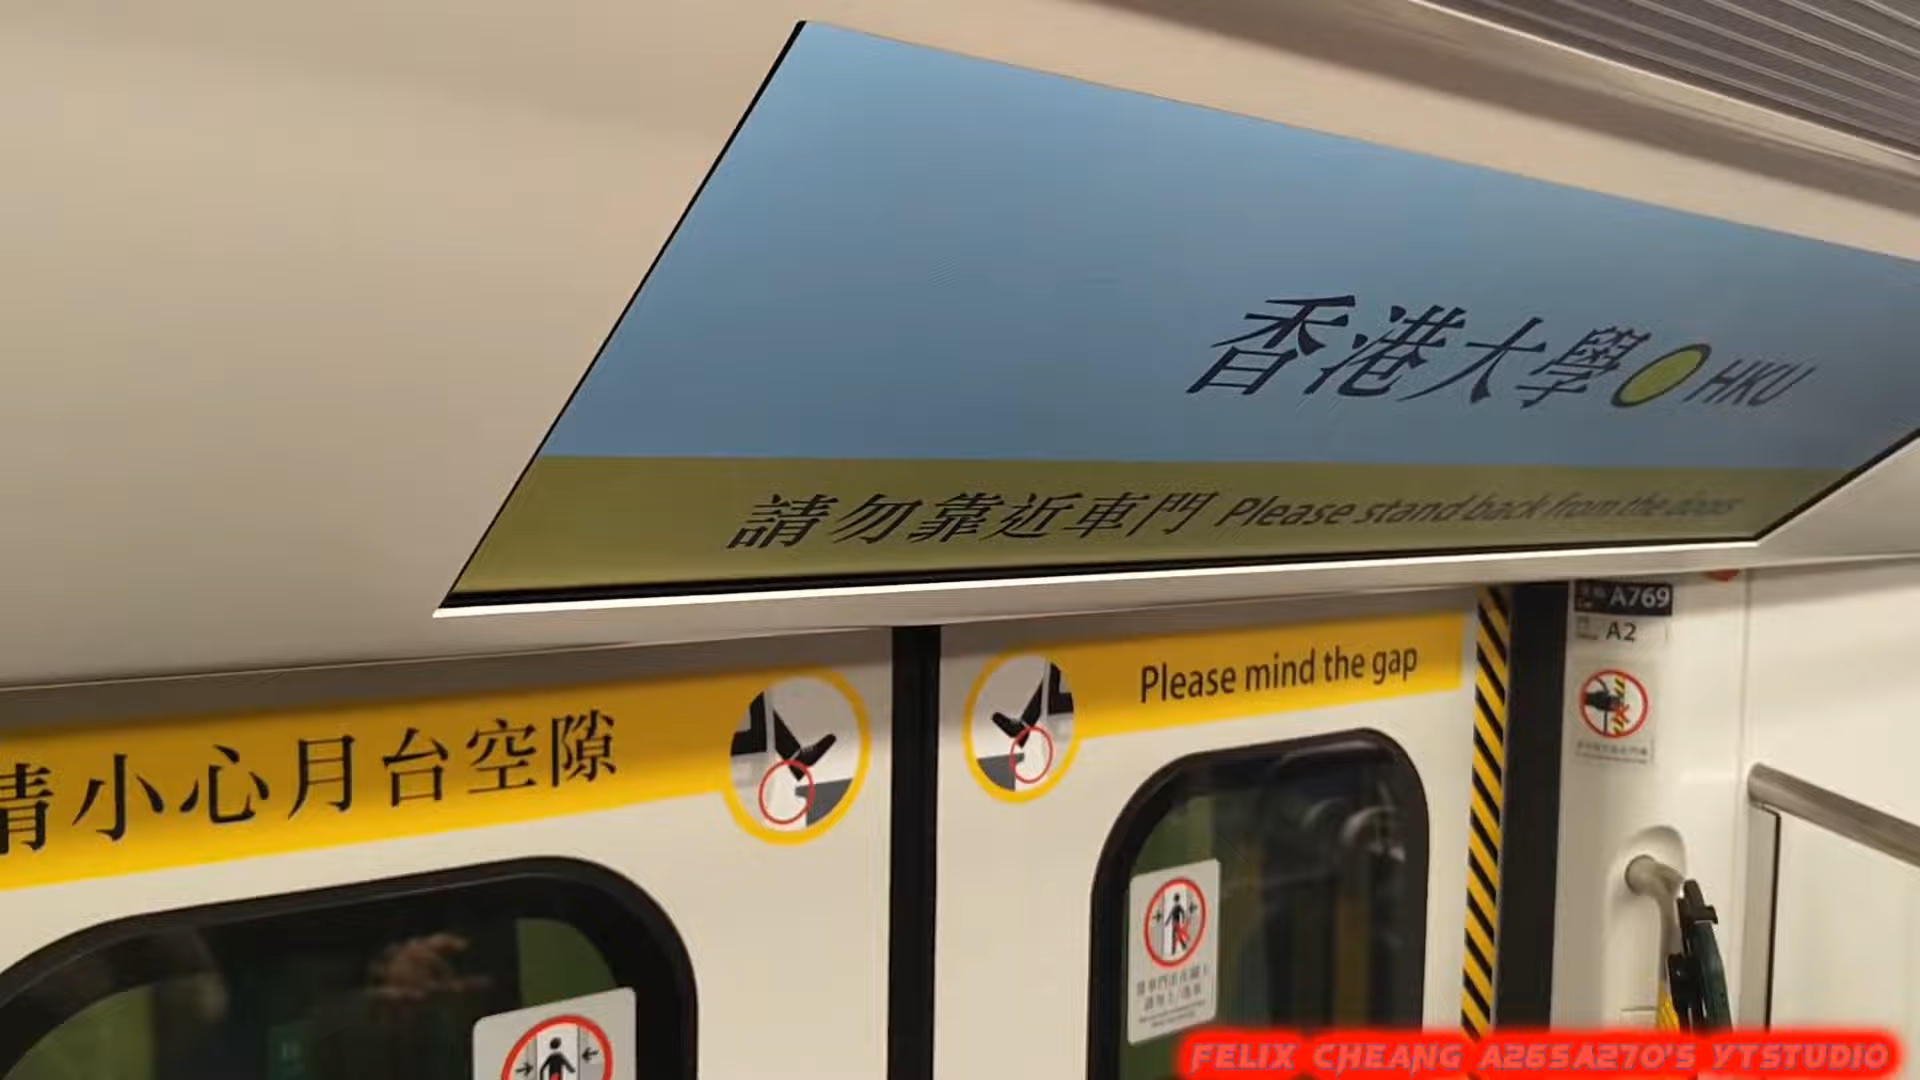 香港大學 HKU
請勿靠近車門 Please stand back from the doors
請小心月台空隙
Please mind the gap
A769
A2
FELIX CHEANG A265A270'S YTSTUDIO